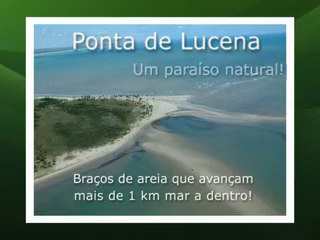 Ponta de Lucena
Um paraíso natural!
Braços de areia que avançam
mais de 1 km mar a dentro!